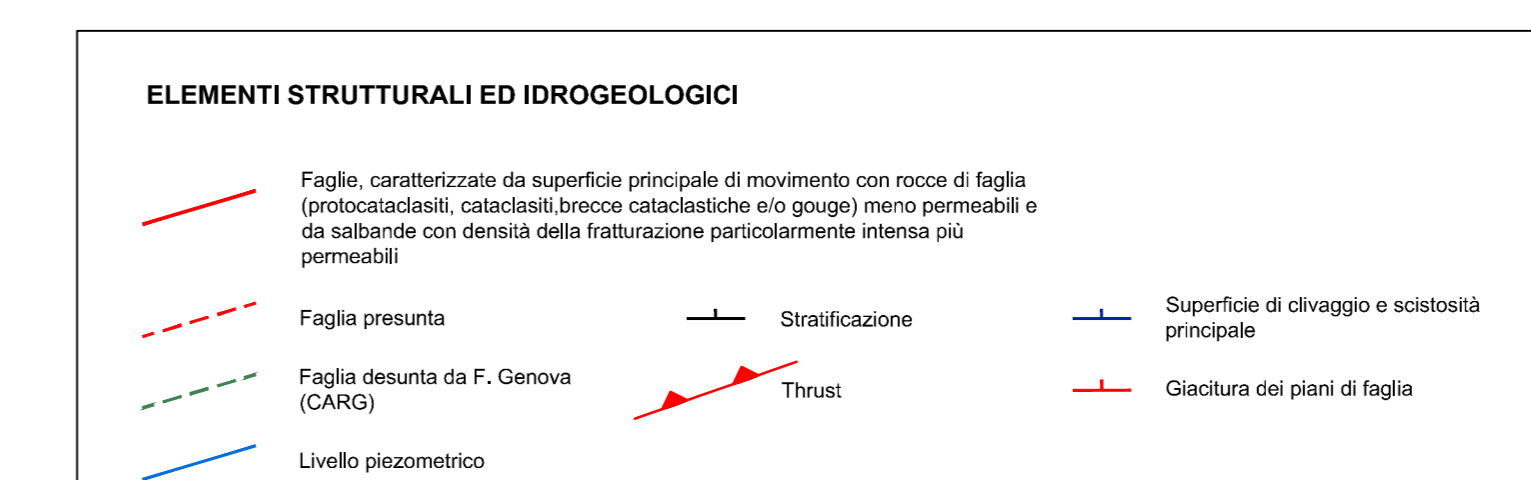 ELEMENTI STRUTTURALI ED IDROGEOLOGICI
Faglie, caratterizzate da superficie principale di movimento con rocce di faglia
(protocataclasiti, cataclasiti,brecce cataclastiche e/o gouge) meno permeabili e
da salbande con densità della fratturazione particolarmente intensa più
permeabili
Faglia presunta
Stratificazione
Superficie di clivaggio e scistosità
principale
Faglia desunta da F. Genova
(CARG)
Thrust
Giacitura dei piani di faglia
Livello piezometrico